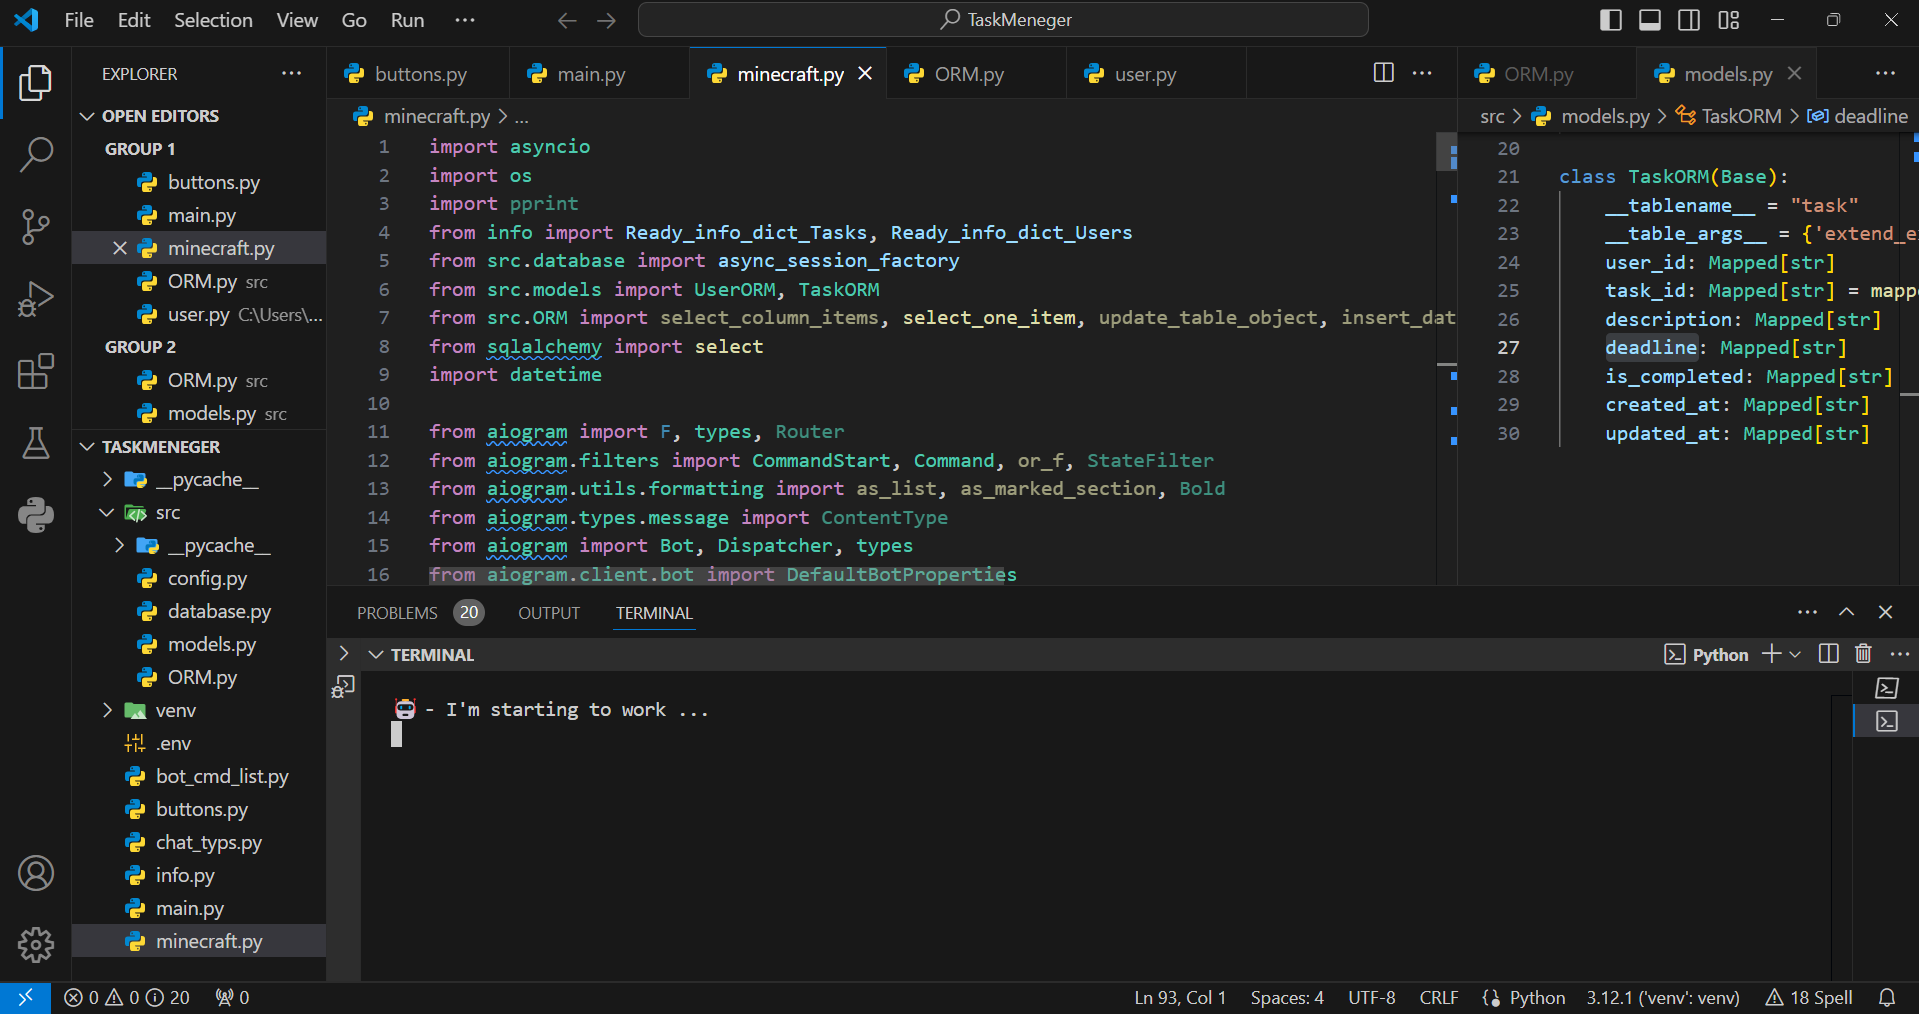 File Edit Selection View Go Run ··· TaskMeneger
EXPLORER ···
OPEN EDITORS
GROUP 1
buttons.py
main.py
minecraft.py
ORM.py src
user.py C:\Users\...
GROUP 2
ORM.py src
models.py src
TASKMENEGER
__pycache__
src
__pycache__
config.py
database.py
models.py
ORM.py
venv
.env
bot_cmd_list.py
buttons.py
chat_typs.py
info.py
main.py
minecraft.py
buttons.py main.py minecraft.py ORM.py user.py
minecraft.py > ...
1 import asyncio
2 import os
3 import pprint
4 from info import Ready_info_dict_Tasks, Ready_info_dict_Users
5 from src.database import async_session_factory
6 from src.models import UserORM, TaskORM
7 from src.ORM import select_column_items, select_one_item, update_table_object, insert_dat
8 from sqlalchemy import select
9 import datetime
10
11 from aiogram import F, types, Router
12 from aiogram.filters import CommandStart, Command, or_f, StateFilter
13 from aiogram.utils.formatting import as_list, as_marked_section, Bold
14 from aiogram.types.message import ContentType
15 from aiogram import Bot, Dispatcher, types
16 from aiogram.client.bot import DefaultBotProperties
ORM.py models.py
src > models.py > TaskORM > deadline
20
21 class TaskORM(Base):
22 __tablename__ = "task"
23 __table_args__ = {'extend_e
24 user_id: Mapped[str]
25 task_id: Mapped[str] = mapp
26 description: Mapped[str]
27 deadline: Mapped[str]
28 is_completed: Mapped[str]
29 created_at: Mapped[str]
30 updated_at: Mapped[str]
PROBLEMS 20 OUTPUT TERMINAL
TERMINAL Python
- I'm starting to work ...
0 0 20 0 Ln 93, Col 1 Spaces: 4 UTF-8 CRLF Python 3.12.1 ('venv': venv) 18 Spell